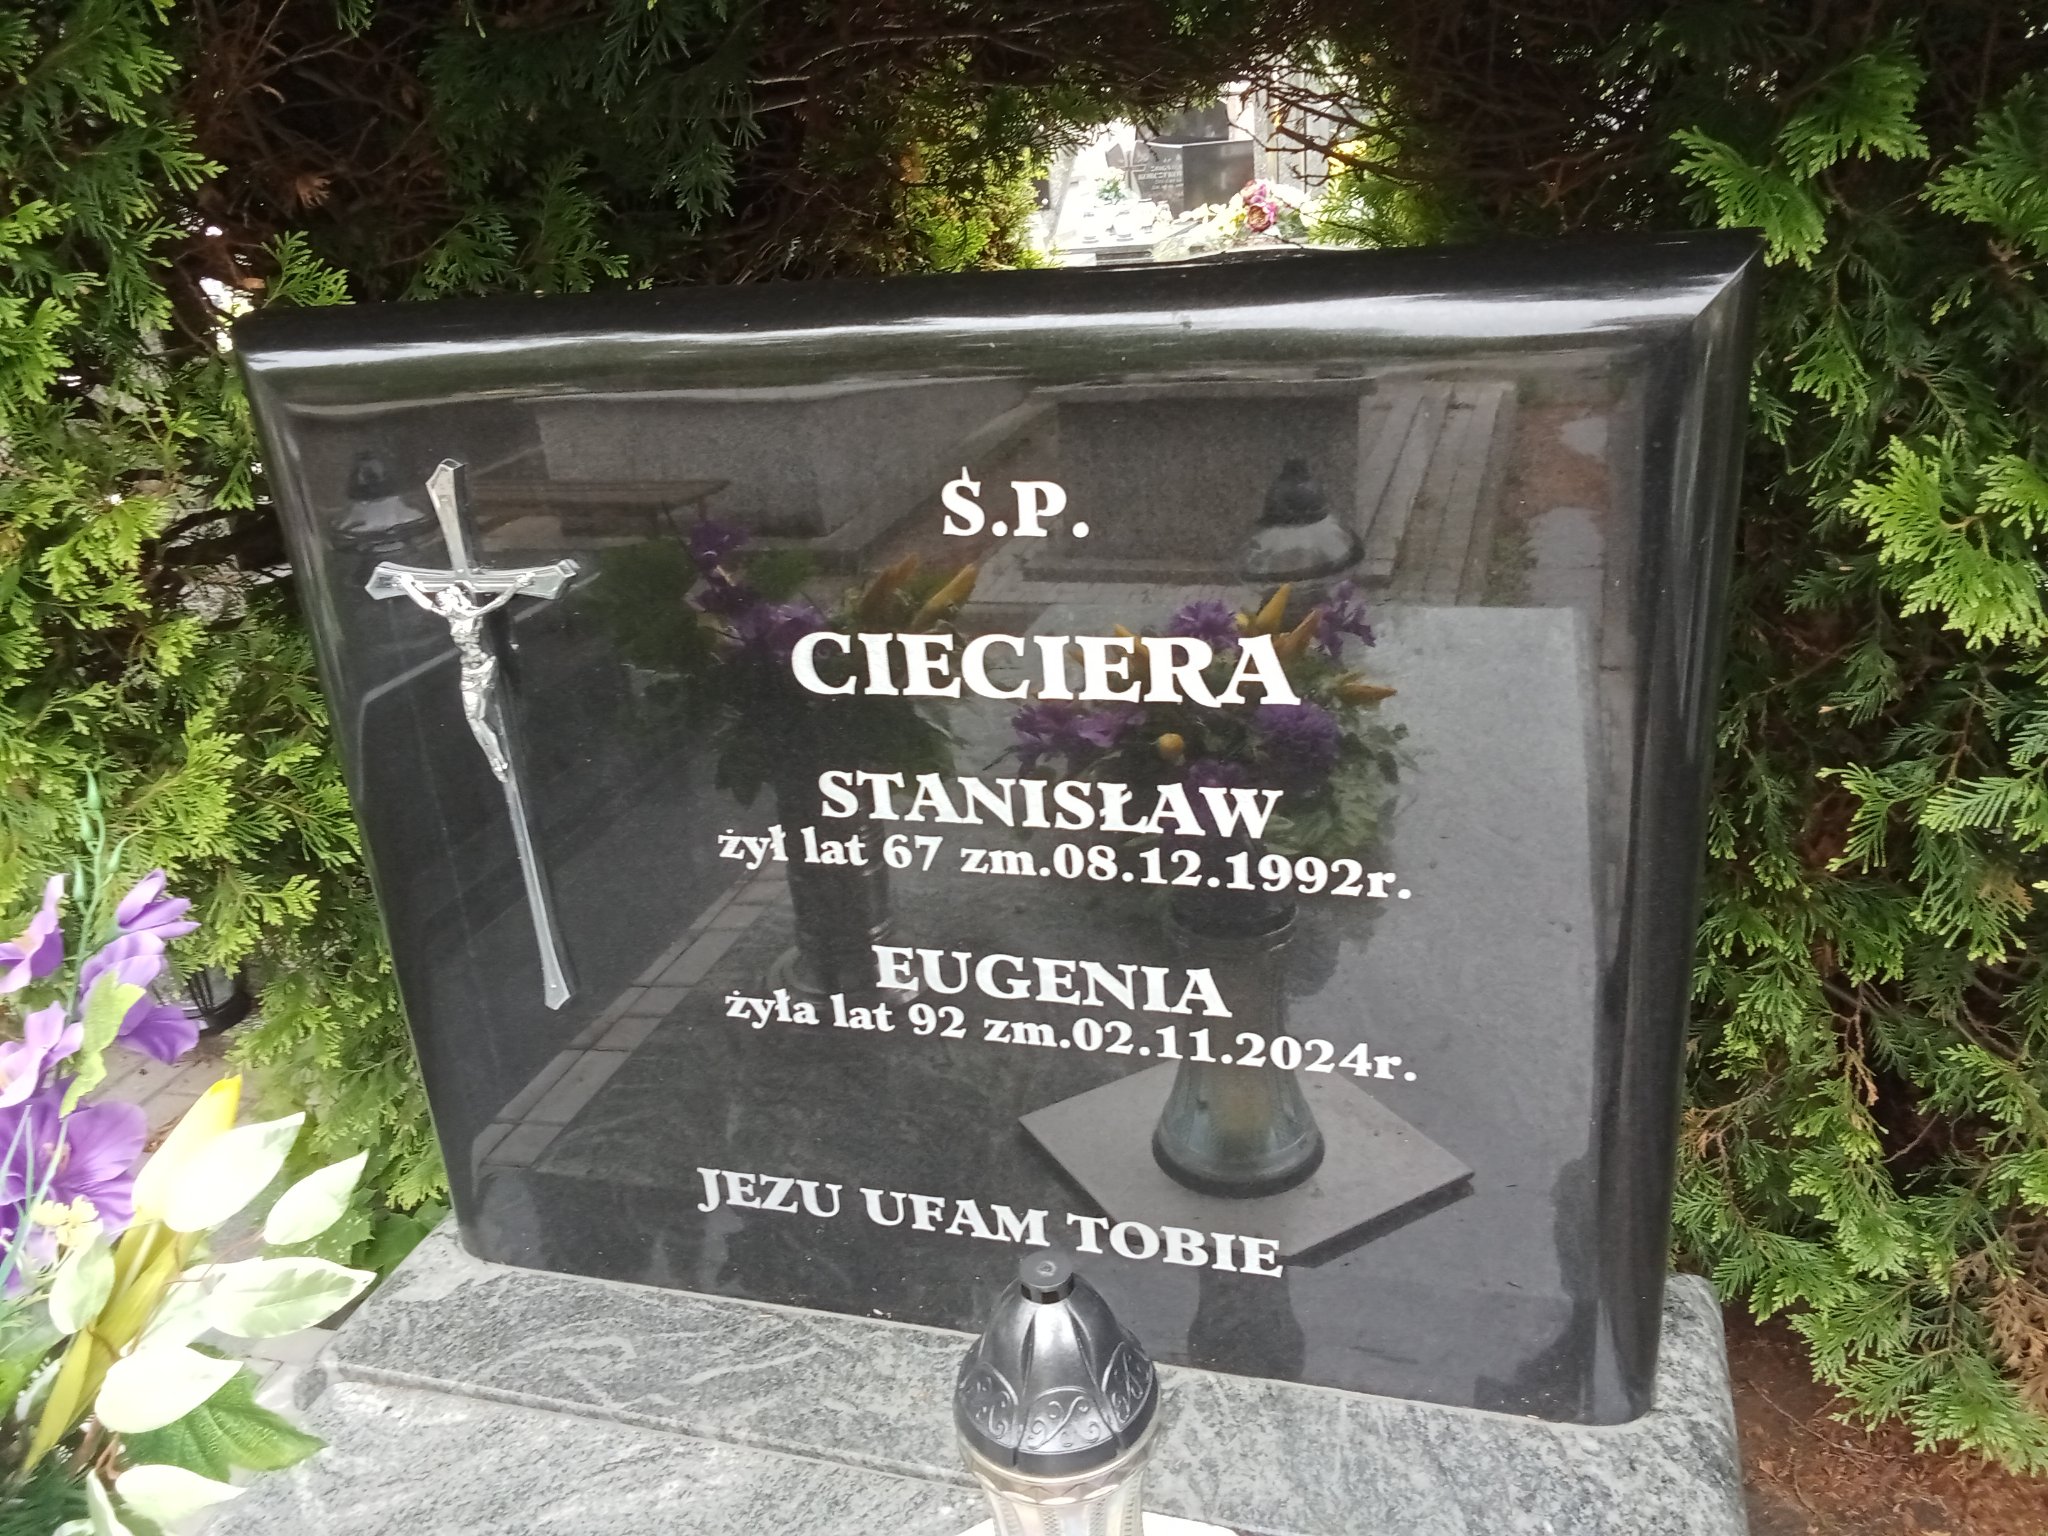 Ś.P.
CIECIERA
STANISŁAW
żył lat 67 zm.08.12.1992r.
EUGENIA
żyła lat 92 zm.02.11.2024r.
JEZU UFAM TOBIE